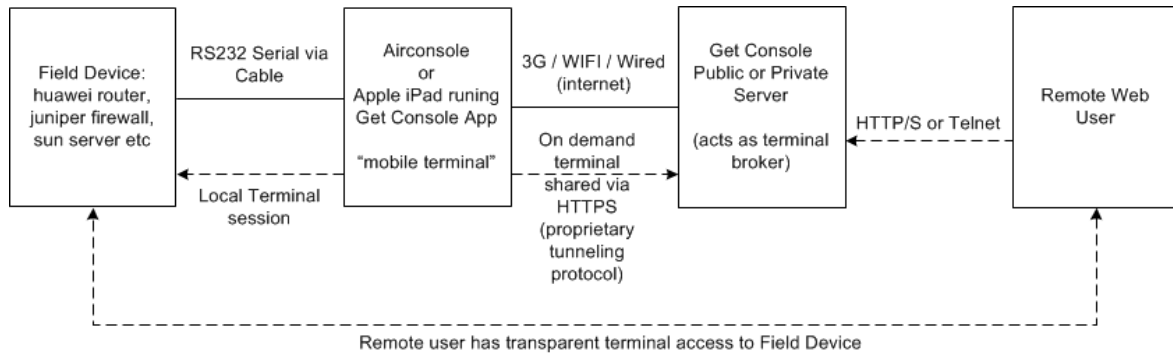 Field Device:
huawei router,
juniper firewall,
sun server etc
RS232 Serial via
Cable
Local Terminal
session
Airconsole
or
Apple iPad runing
Get Console App
“mobile terminal”
3G / WIFI / Wired
(internet)
On demand
terminal
shared via
HTTPS
(proprietary
tunneling
protocol)
Get Console
Public or Private
Server
(acts as terminal
broker)
HTTP/S or Telnet
Remote Web
User
Remote user has transparent terminal access to Field Device